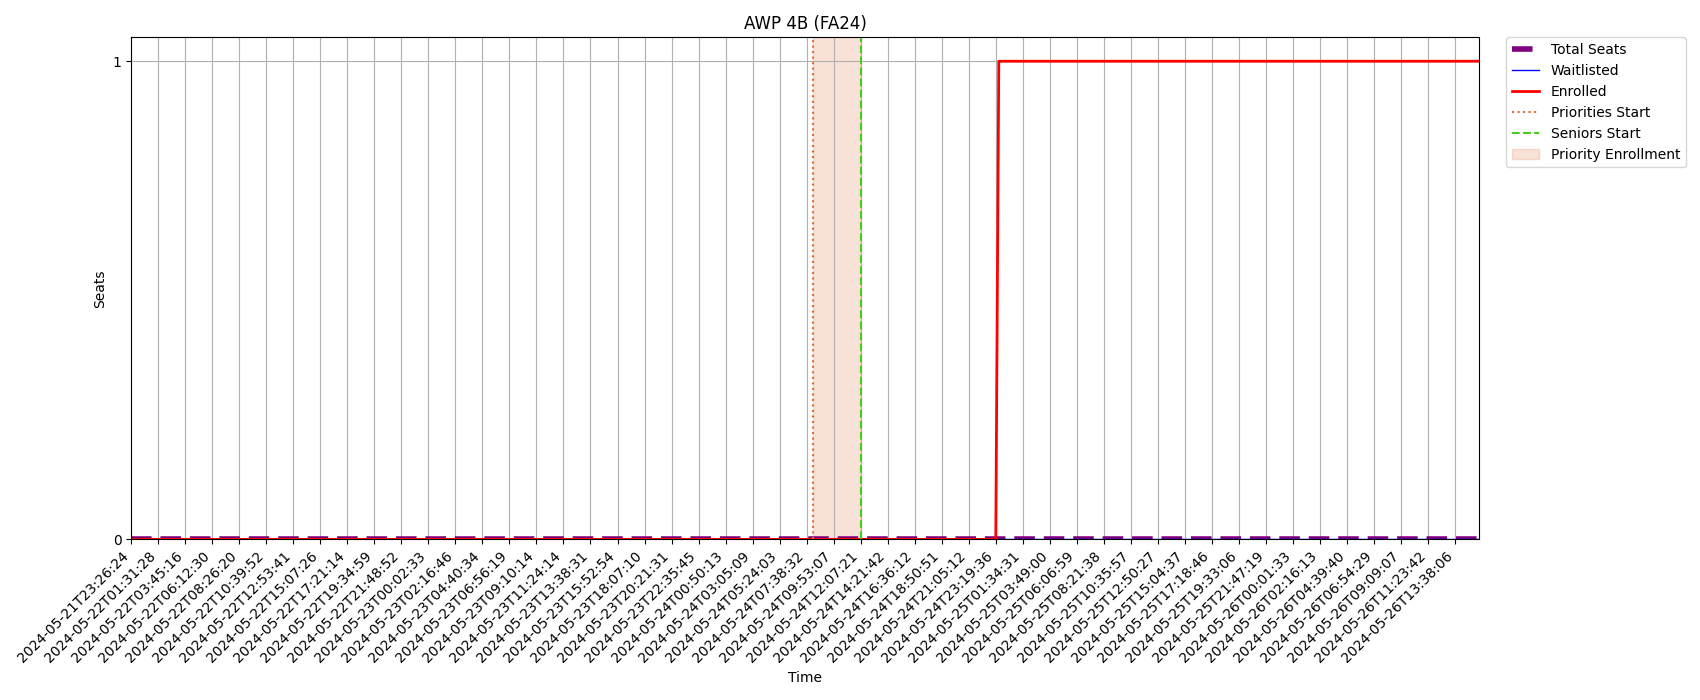 AWP 4B (FA24)
Total Seats
Waitlisted
Enrolled
Priorities Start
Seniors Start
Priority Enrollment
1
Seats
0
2024-05-21T23:26:24
2024-05-22T01:31:28
2024-05-22T03:45:16
2024-05-22T06:12:30
2024-05-22T08:26:20
2024-05-22T10:39:52
2024-05-22T12:53:41
2024-05-22T15:07:26
2024-05-22T17:21:14
2024-05-22T19:34:59
2024-05-22T21:48:52
2024-05-23T00:02:33
2024-05-23T02:16:46
2024-05-23T04:40:34
2024-05-23T06:56:19
2024-05-23T09:10:14
2024-05-23T11:24:14
2024-05-23T13:38:31
2024-05-23T15:52:54
2024-05-23T18:07:10
2024-05-23T20:21:31
2024-05-23T22:35:45
2024-05-24T00:50:13
2024-05-24T03:05:09
2024-05-24T05:24:03
2024-05-24T07:38:32
2024-05-24T09:53:07
2024-05-24T12:07:21
2024-05-24T14:21:42
2024-05-24T16:36:12
2024-05-24T18:50:51
2024-05-24T21:05:12
2024-05-24T23:19:36
2024-05-25T01:34:31
2024-05-25T03:49:00
2024-05-25T06:06:59
2024-05-25T08:21:38
2024-05-25T10:35:57
2024-05-25T12:50:27
2024-05-25T15:04:37
2024-05-25T17:18:46
2024-05-25T19:33:06
2024-05-25T21:47:19
2024-05-26T00:01:33
2024-05-26T02:16:13
2024-05-26T04:39:40
2024-05-26T06:54:29
2024-05-26T09:09:07
2024-05-26T11:23:42
2024-05-26T13:38:06
Time